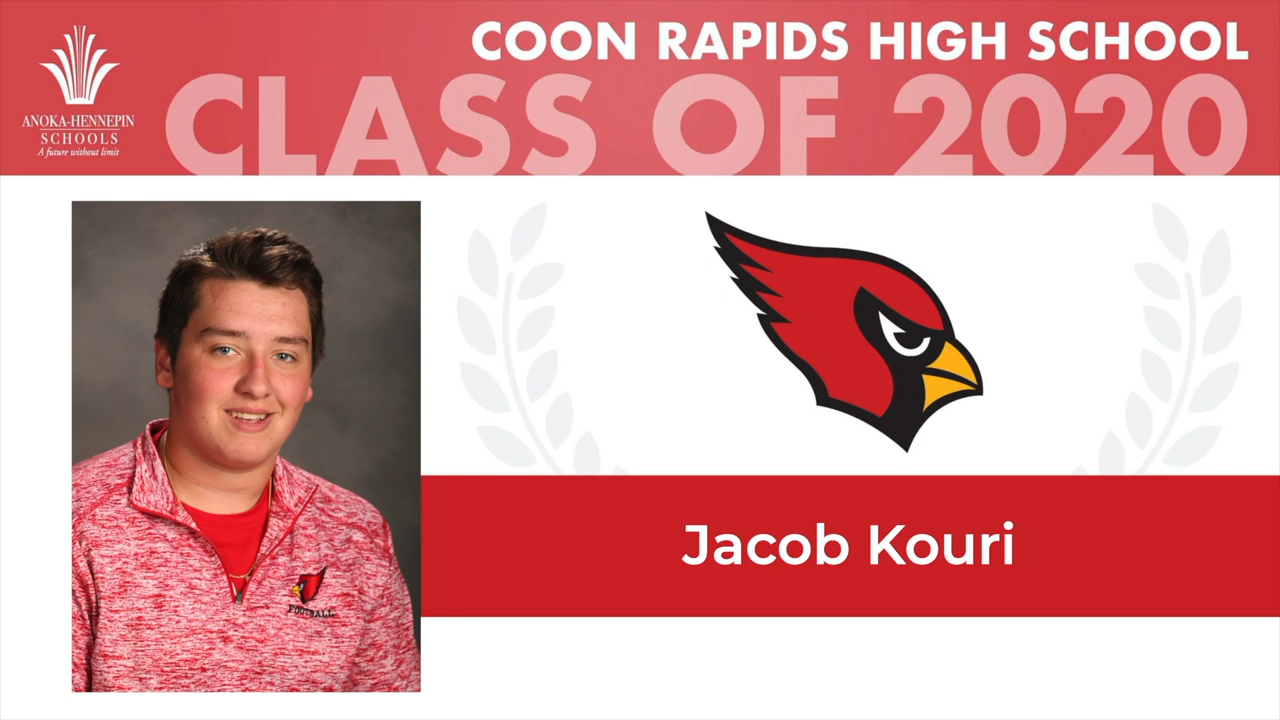 COON RAPIDS HIGH SCHOOL
CLASS OF 2020
ANOKA-HENNEPIN
SCHOOLS
A future without limit
Jacob Kouri
FOOTBALL